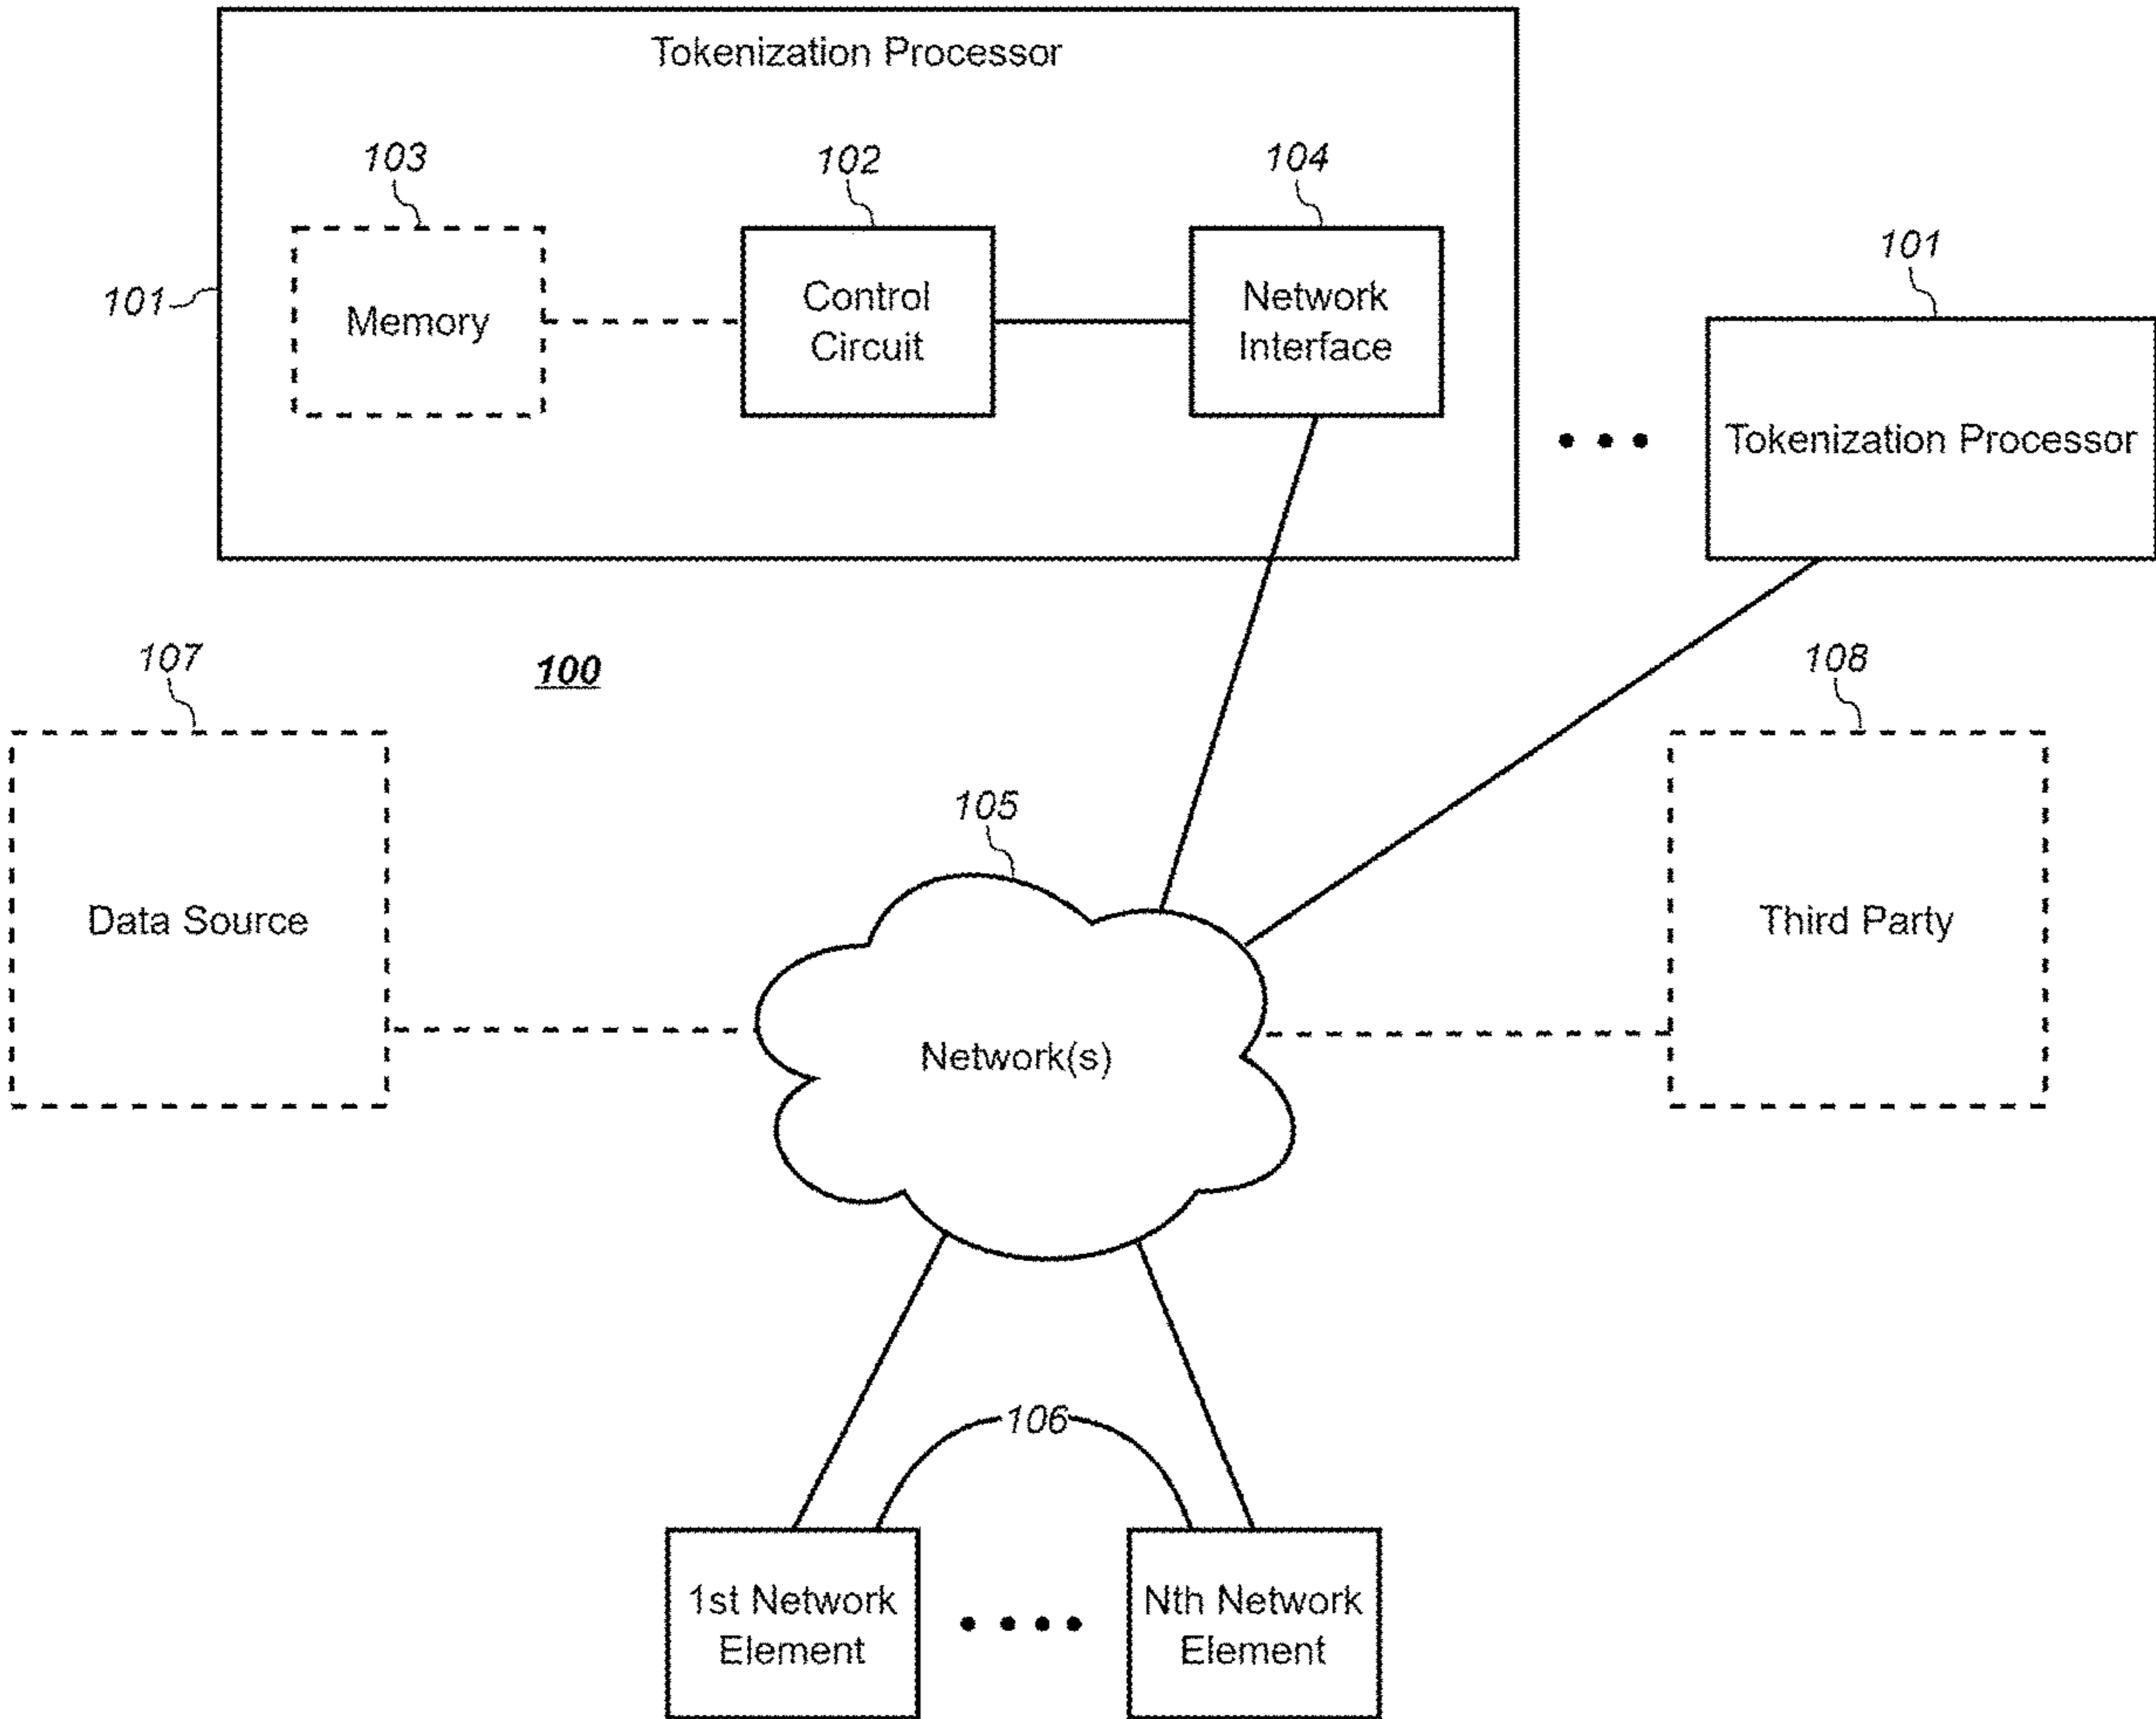 Tokenization Processor
103
102
104
101
101
Memory
Control
Circuit
Network
Interface
Tokenization Processor
107
100
108
105
Data Source
Third Party
Network(s)
106
1st Network
Element
Nth Network
Element